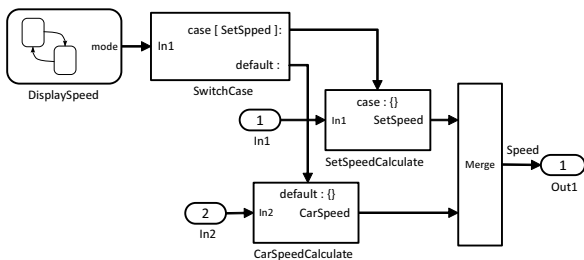 mode
DisplaySpeed
In1
case [ SetSpped ]:
default :
SwitchCase
1
In1
case : {}
In1
SetSpeed
SetSpeedCalculate
2
In2
default : {}
In2
CarSpeed
CarSpeedCalculate
Merge
Speed
1
Out1